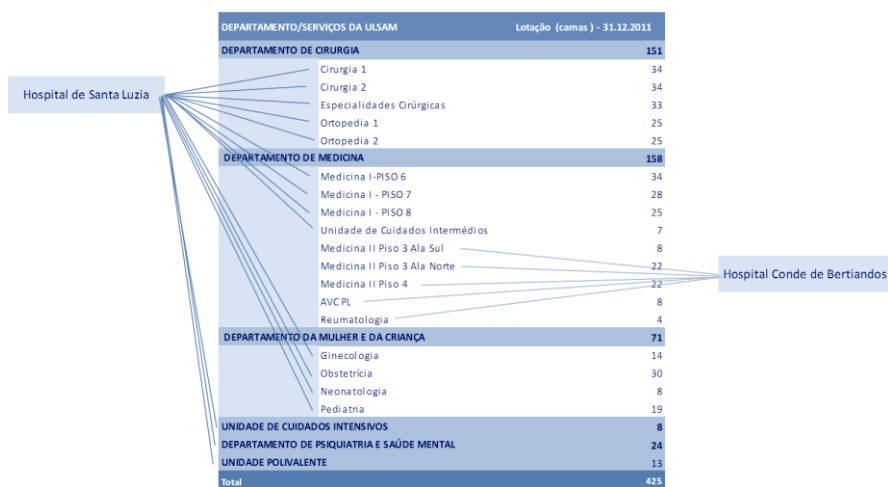 DEPARTAMENTO/SERVIÇOS DA ULSAM Lotação (camas ) - 31.12.2011
DEPARTAMENTO DE CIRURGIA 151
Cirurgia 1 34
Cirurgia 2 34
Hospital de Santa Luzia
Especialidades Cirúrgicas 33
Ortopedia 1 25
Ortopedia 2 25
DEPARTAMENTO DE MEDICINA 158
Medicina I-PISO 6 34
Medicina I - PISO 7 28
Medicina I - PISO 8 25
Unidade de Cuidados Intermédios 7
Medicina II Piso 3 Ala Sul 8
Medicina II Piso 3 Ala Norte 22
Hospital Conde de Bertiandos
Medicina II Piso 4 22
AVC PL 8
Reumatologia 4
DEPARTAMENTO DA MULHER E DA CRIANÇA 71
Ginecologia 14
Obstetrícia 30
Neonatologia 8
Pediatria 19
UNIDADE DE CUIDADOS INTENSIVOS 8
DEPARTAMENTO DE PSIQUIATRIA E SAÚDE MENTAL 24
UNIDADE POLIVALENTE 13
Total 425